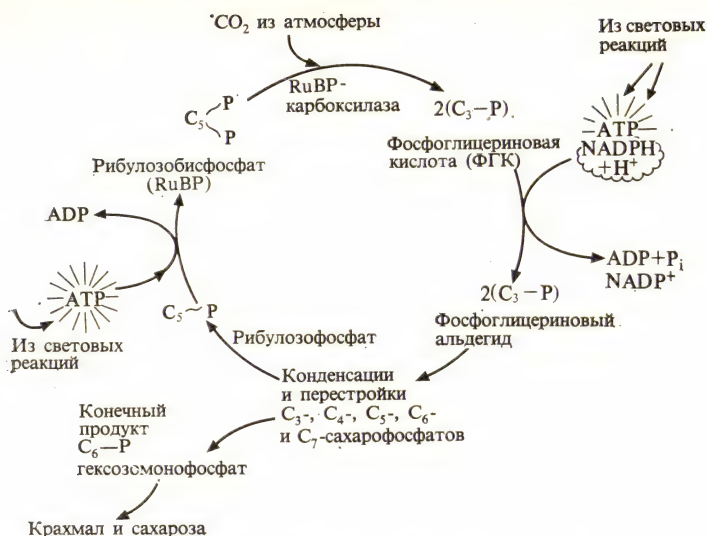 CO₂ из атмосферы
Из световых
реакций
RuBP-
карбоксилаза
C₅
P
P
2(C₃—P)
Фосфоглицериновая
кислота (ФГК)
ATP
NADPH
+H⁺
Рибулозобисфосфат
(RuBP)
ADP
ATP
Из световых
реакций
C₅~P
Рибулозофосфат
ADP+Pᵢ
NADP⁺
2(C₃—P)
Фосфоглицериновый
альдегид
Конденсации
и перестройки
C₃-, C₄-, C₅-, C₆-
и C₇-сахарофосфатов
Конечный
продукт
C₆—P
гексозомонофосфат
Крахмал и сахароза